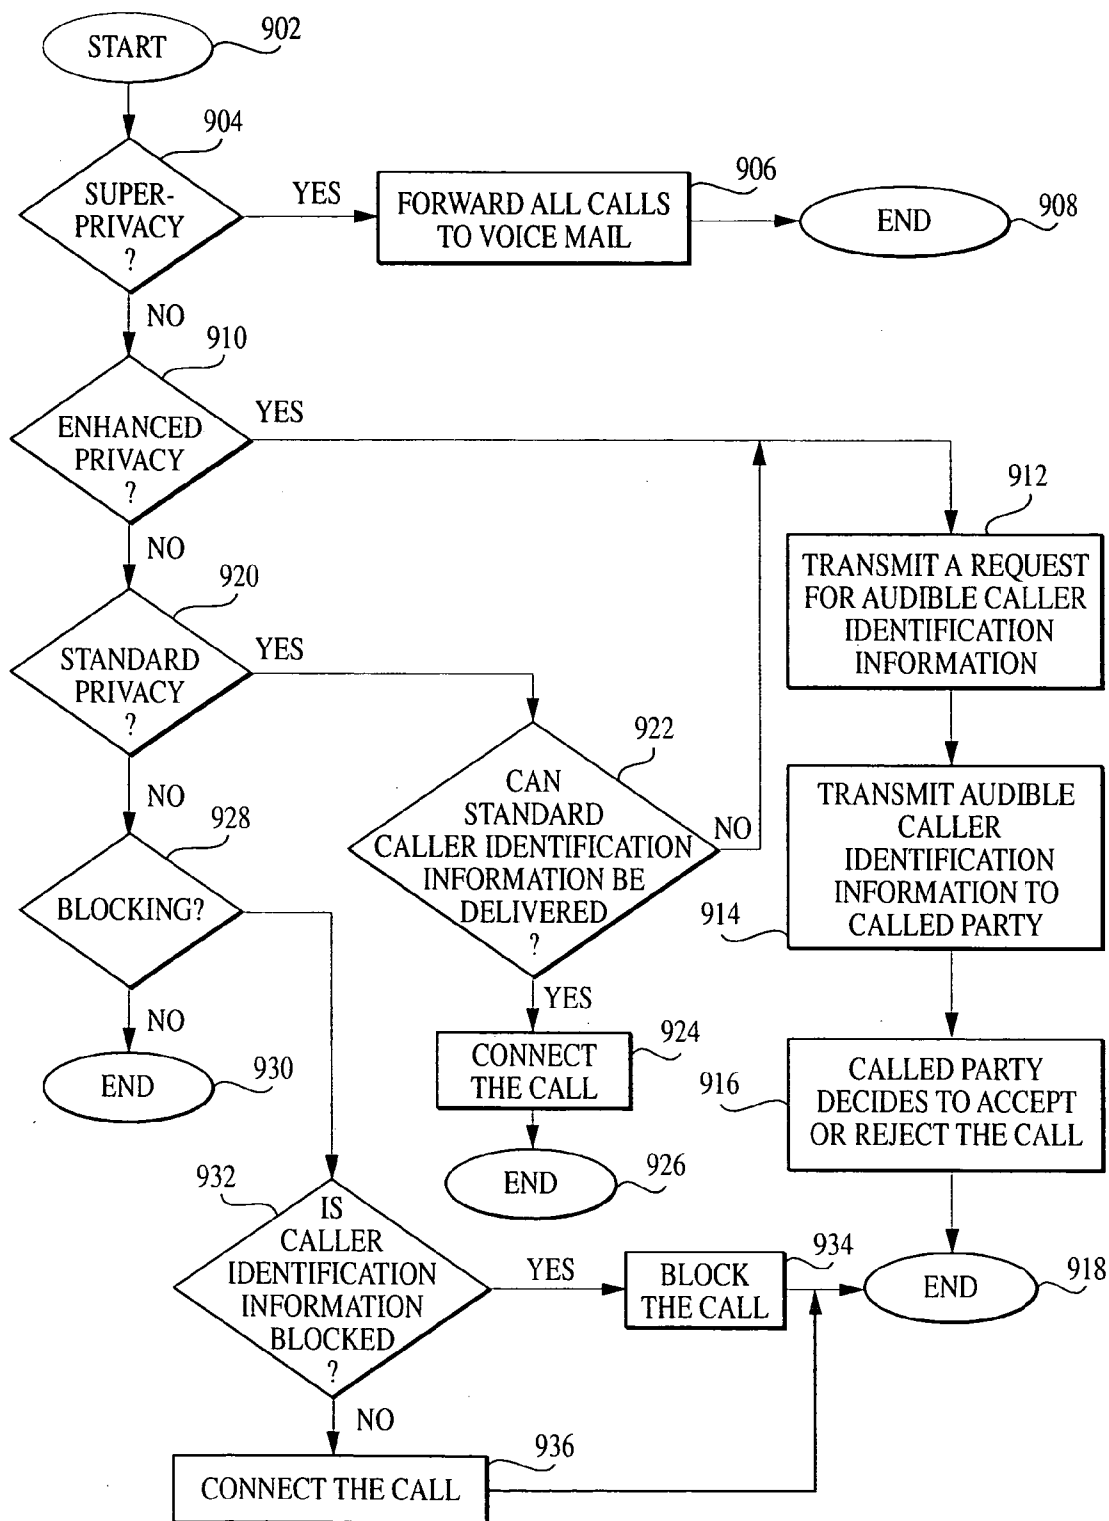 START
902
904
SUPER-
PRIVACY
?
YES
FORWARD ALL CALLS
TO VOICE MAIL
906
END
908
NO
910
ENHANCED
PRIVACY
?
YES
912
TRANSMIT A REQUEST
FOR AUDIBLE CALLER
IDENTIFICATION
INFORMATION
NO
920
STANDARD
PRIVACY
?
YES
922
CAN
STANDARD
CALLER IDENTIFICATION
INFORMATION BE
DELIVERED
?
NO
TRANSMIT AUDIBLE
CALLER
IDENTIFICATION
INFORMATION TO
CALLED PARTY
914
NO
928
BLOCKING?
YES
924
CONNECT
THE CALL
NO
END
930
916
CALLED PARTY
DECIDES TO ACCEPT
OR REJECT THE CALL
END
926
932
IS
CALLER
IDENTIFICATION
INFORMATION
BLOCKED
?
YES
934
BLOCK
THE CALL
END
918
NO
936
CONNECT THE CALL